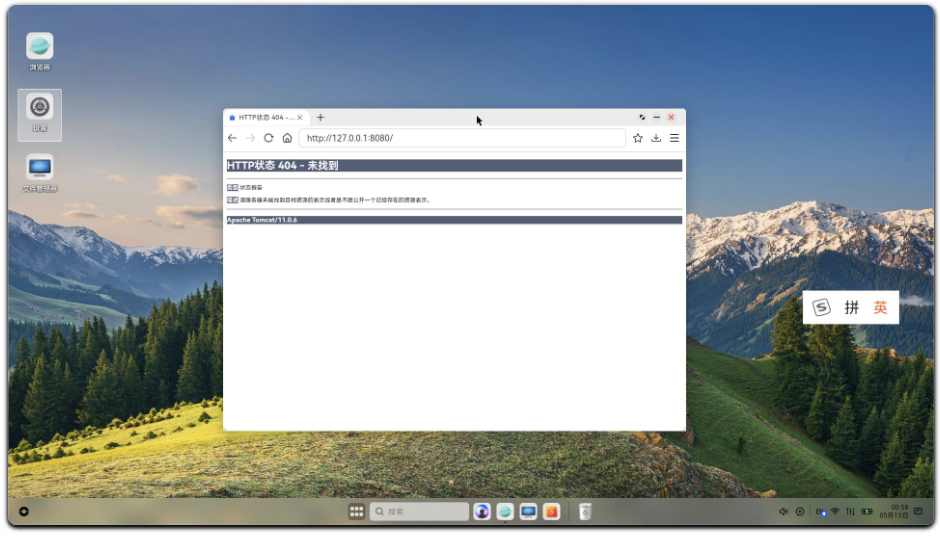 浏览器
设置
文件管理器
HTTP状态 404 -...
http://127.0.0.1:8080/
HTTP状态 404 - 未找到
类型 状态报告
描述 源服务器未能找到目标资源的表示或者是不愿公开一个已经存在的资源表示。
Apache Tomcat/11.0.6
拼 英
搜索
00:58
05月13日